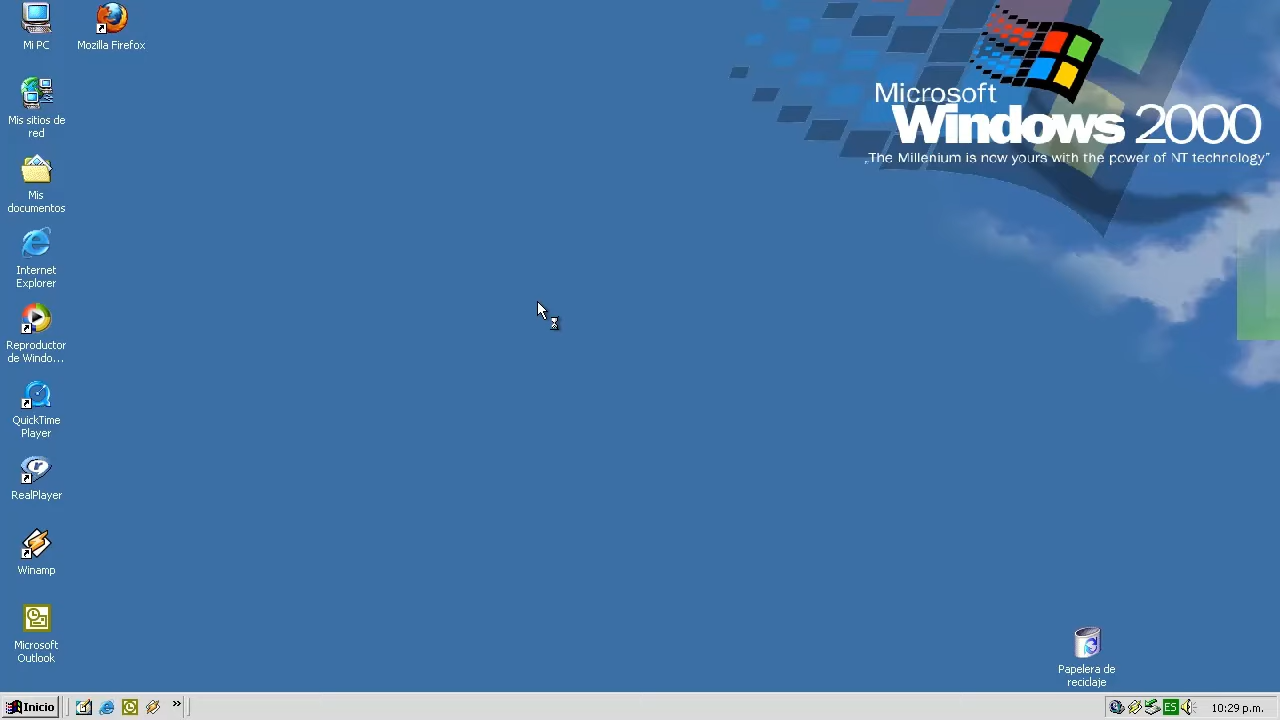 Mi PC
Mozilla Firefox
Microsoft
Windows 2000
„The Millenium is now yours with the power of NT technology”
Mis sitios de
red
Mis
documentos
Internet
Explorer
Reproductor
de Windo...
QuickTime
Player
RealPlayer
Winamp
Microsoft
Outlook
Papelera de
reciclaje
Inicio
»
ES
10:29 p.m.